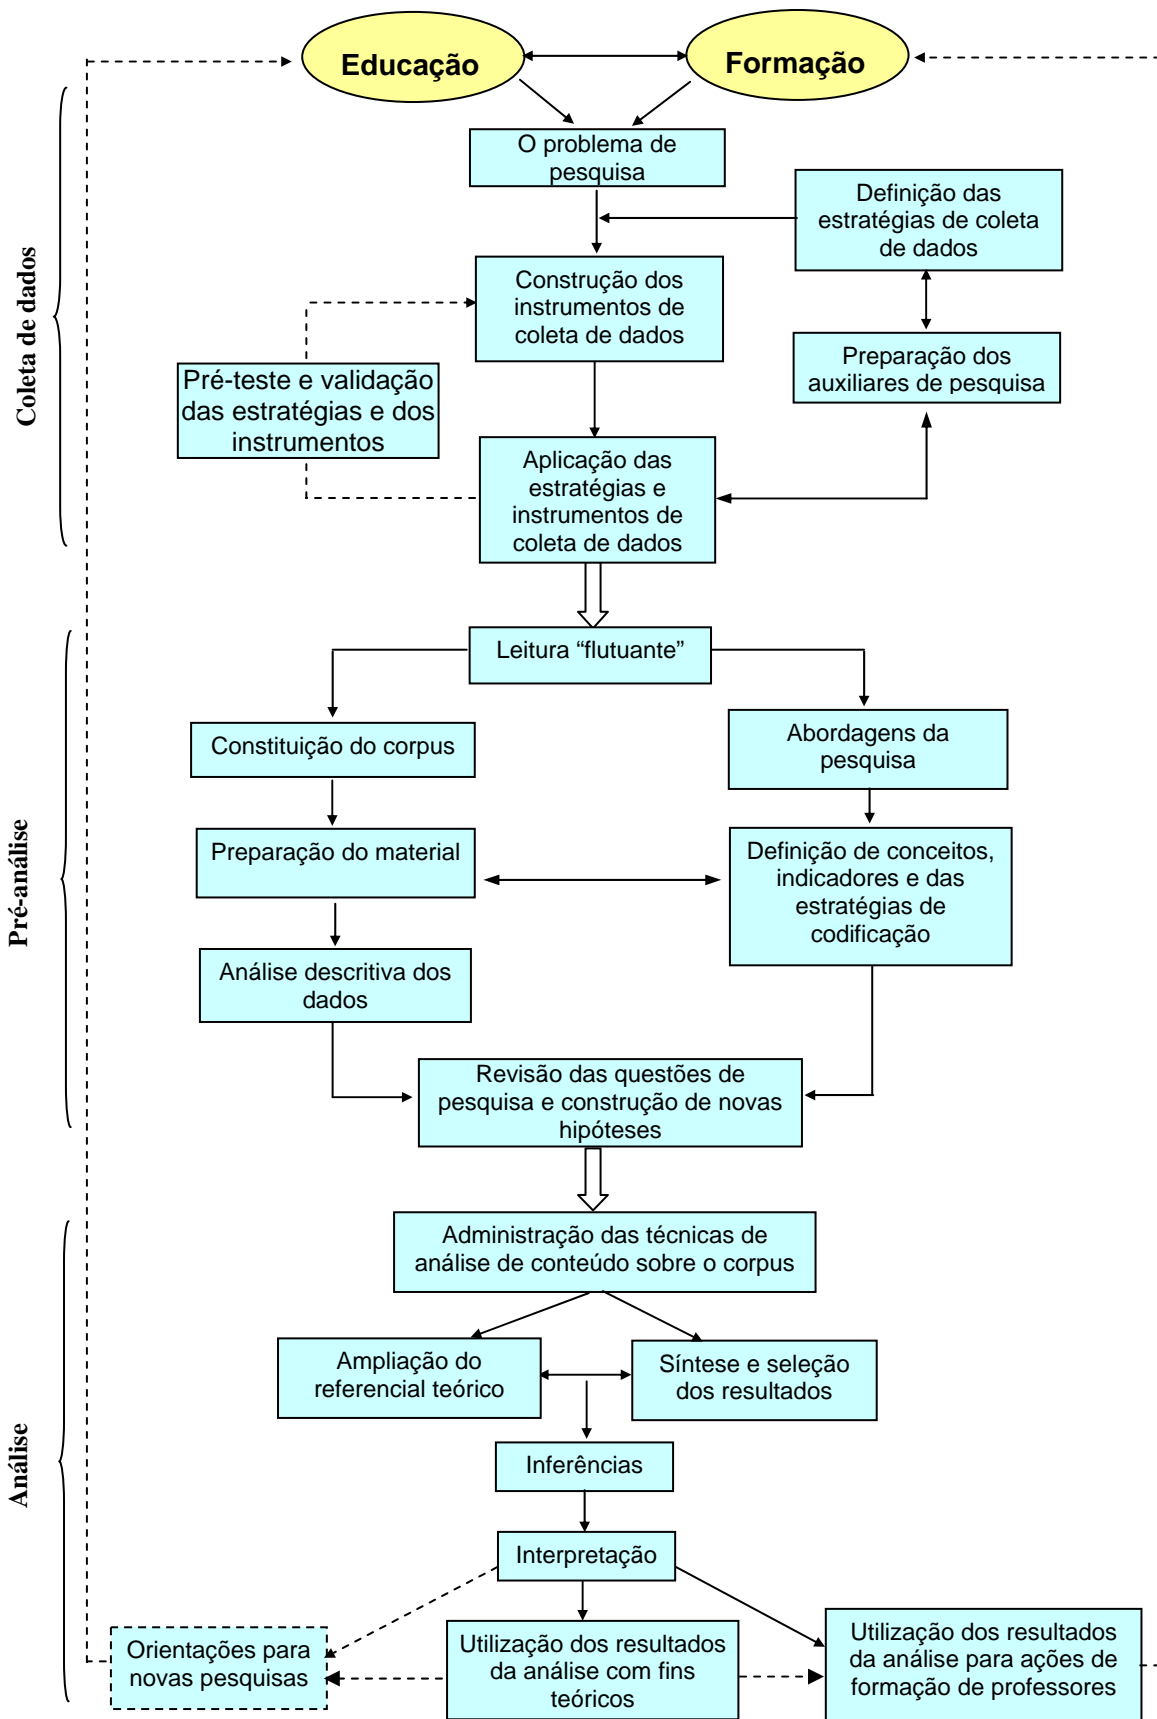 Educação
Formação
O problema de
pesquisa
Definição das
estratégias de coleta
de dados
Coleta de dados
Construção dos
instrumentos de
coleta de dados
Preparação dos
auxiliares de pesquisa
Pré-teste e validação
das estratégias e dos
instrumentos
Aplicação das
estratégias e
instrumentos de
coleta de dados
Leitura “flutuante”
Constituição do corpus
Abordagens da
pesquisa
Pré-análise
Preparação do material
Definição de conceitos,
indicadores e das
estratégias de
codificação
Análise descritiva dos
dados
Revisão das questões de
pesquisa e construção de novas
hipóteses
Administração das técnicas de
análise de conteúdo sobre o corpus
Análise
Ampliação do
referencial teórico
Síntese e seleção
dos resultados
Inferências
Interpretação
Orientações para
novas pesquisas
Utilização dos resultados
da análise com fins
teóricos
Utilização dos resultados
da análise para ações de
formação de professores